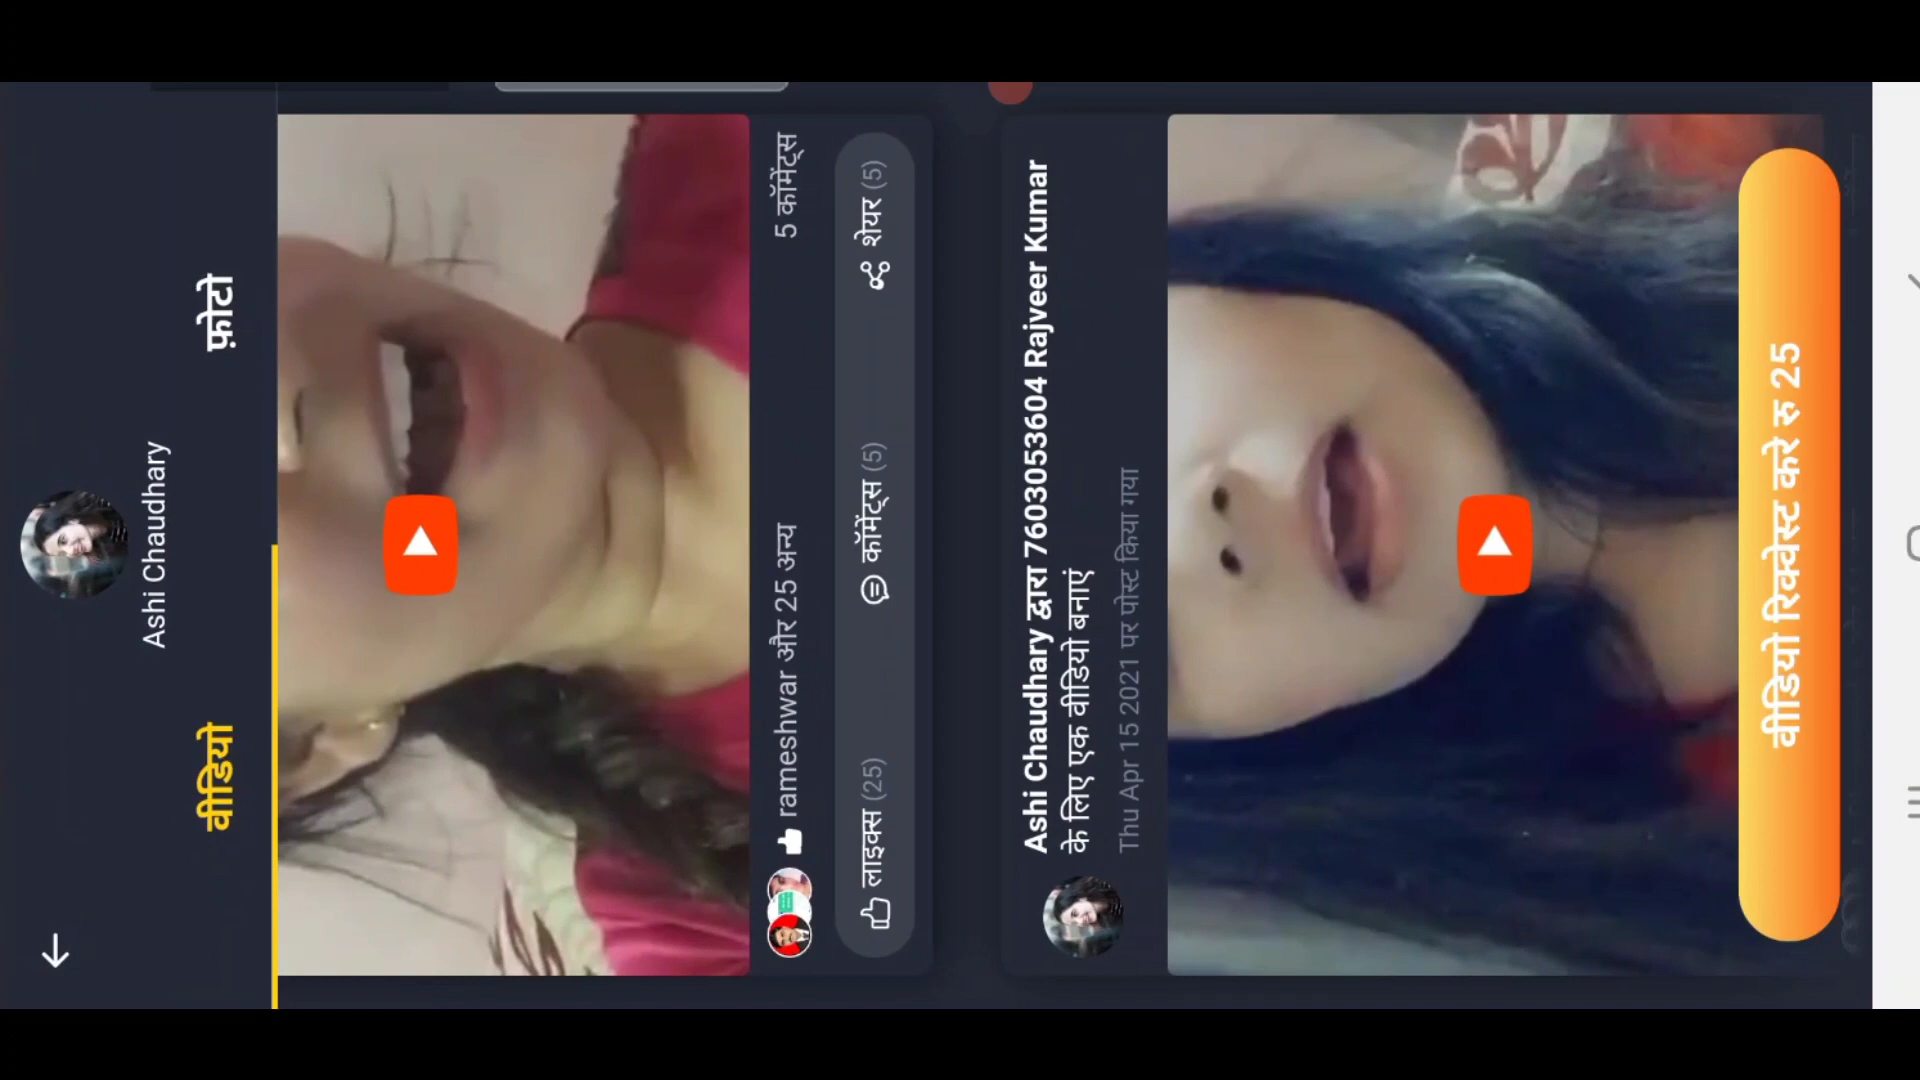 Ashi Chaudhary
वीडियो
फ़ोटो
rameshwar और 25 अन्य
5 कॉमेंट्स
लाइक्स (25)
कॉमेंट्स (5)
शेयर (5)
Ashi Chaudhary द्वारा 7603053604 Rajveer Kumar
के लिए एक वीडियो बनाएं
Thu Apr 15 2021 पर पोस्ट किया गया
वीडियो रिक्वेस्ट करे रु 25